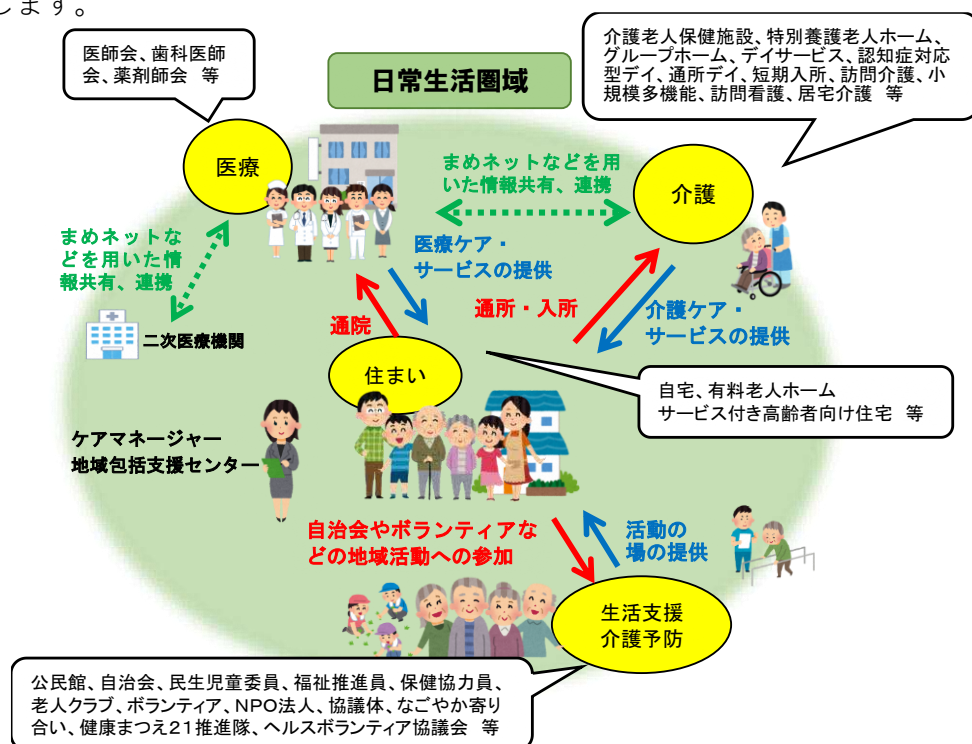 します。
医師会、歯科医師
会、薬剤師会　等
日常生活圏域
介護老人保健施設、特別養護老人ホーム、
グループホーム、デイサービス、認知症対応
型デイ、通所デイ、短期入所、訪問介護、小
規模多機能、訪問看護、居宅介護　等
医療
まめネットなどを用
いた情報共有、連携
介護
まめネットな
どを用いた情
報共有、連携
医療ケア・
サービスの提供
通院
通所・入所
介護ケア・
サービスの提供
二次医療機関
住まい
自宅、有料老人ホーム
サービス付き高齢者向け住宅　等
ケアマネージャー
地域包括支援センター
自治会やボランティアな
どの地域活動への参加
活動の
場の提供
生活支援
介護予防
公民館、自治会、民生児童委員、福祉推進員、保健協力員、
老人クラブ、ボランティア、NPO法人、協議体、なごやか寄り
合い、健康まつえ21推進隊、ヘルスボランティア協議会　等